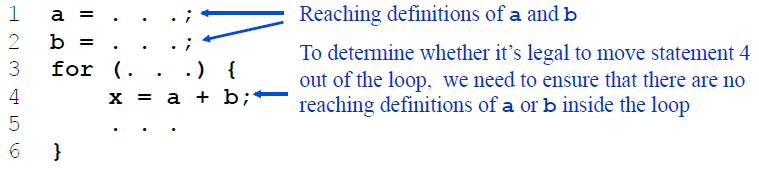 1 a = . . .; Reaching definitions of a and b
2 b = . . .;
3 for (. . .) { To determine whether it's legal to move statement 4
4 x = a + b; out of the loop, we need to ensure that there are no
reaching definitions of a or b inside the loop
5 . . .
6 }